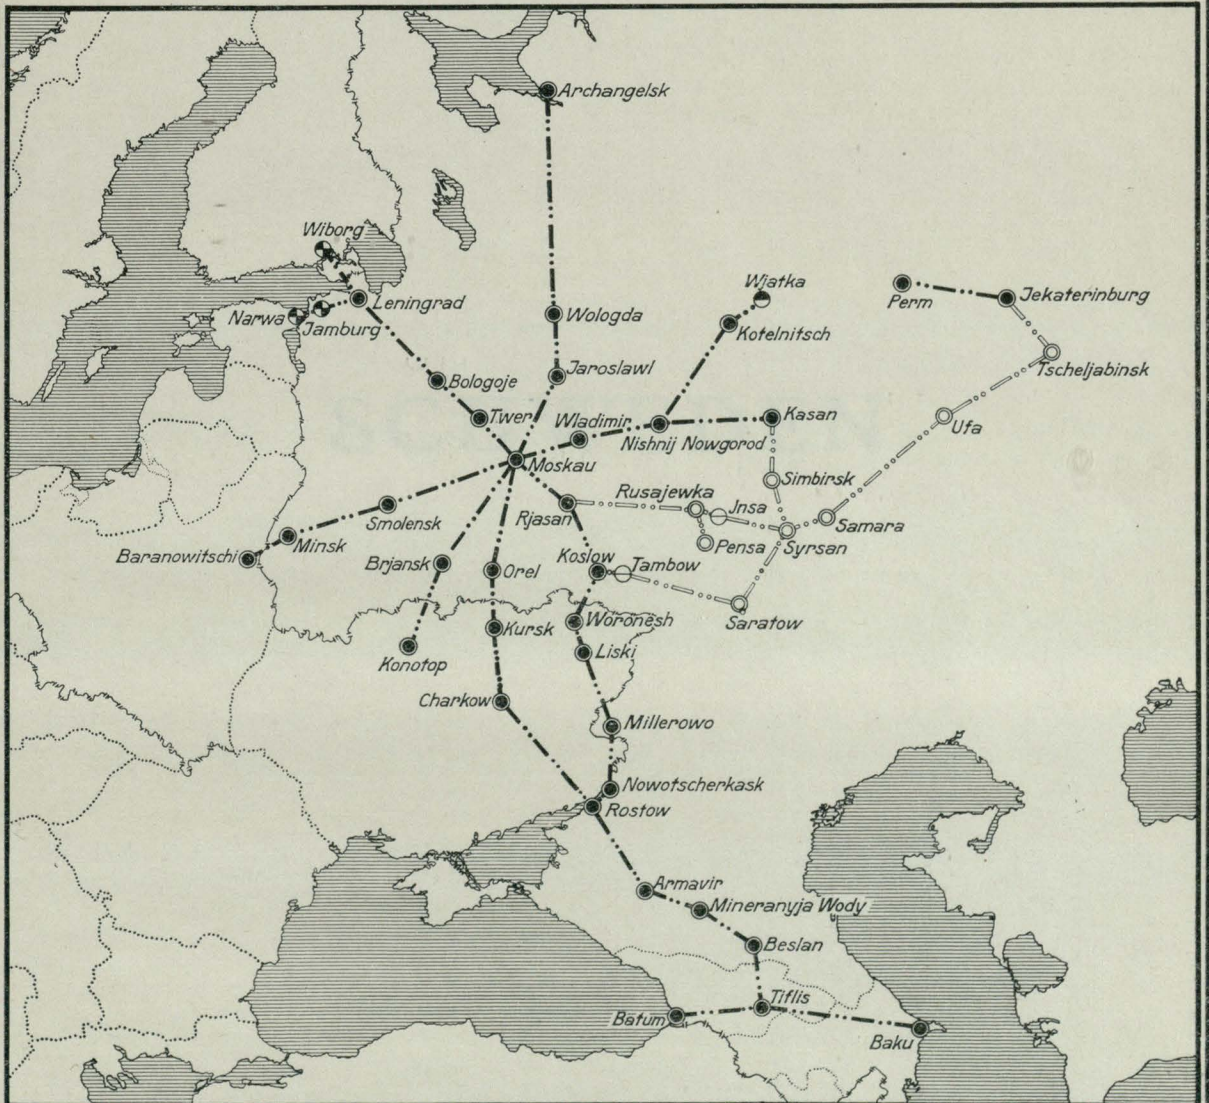 Archangelsk
Wiborg
Leningrad
Narwa
Jamburg
Wologda
Wjatka
Perm
Jekaterinburg
Kotelnitsch
Tscheljabinsk
Bologoje
Jaroslawl
Twer
Wladimir
Nishnij Nowgorod
Kasan
Ufa
Moskau
Simbirsk
Smolensk
Rjasan
Rusajewka
Jnsa
Samara
Minsk
Baranowitschi
Brjansk
Orel
Koslow
Tambow
Pensa
Syrsan
Saratow
Kursk
Woronesh
Konotop
Liski
Charkow
Millerowo
Nowotscherkask
Rostow
Armavir
Mineranyja Wody
Beslan
Tiflis
Batum
Baku